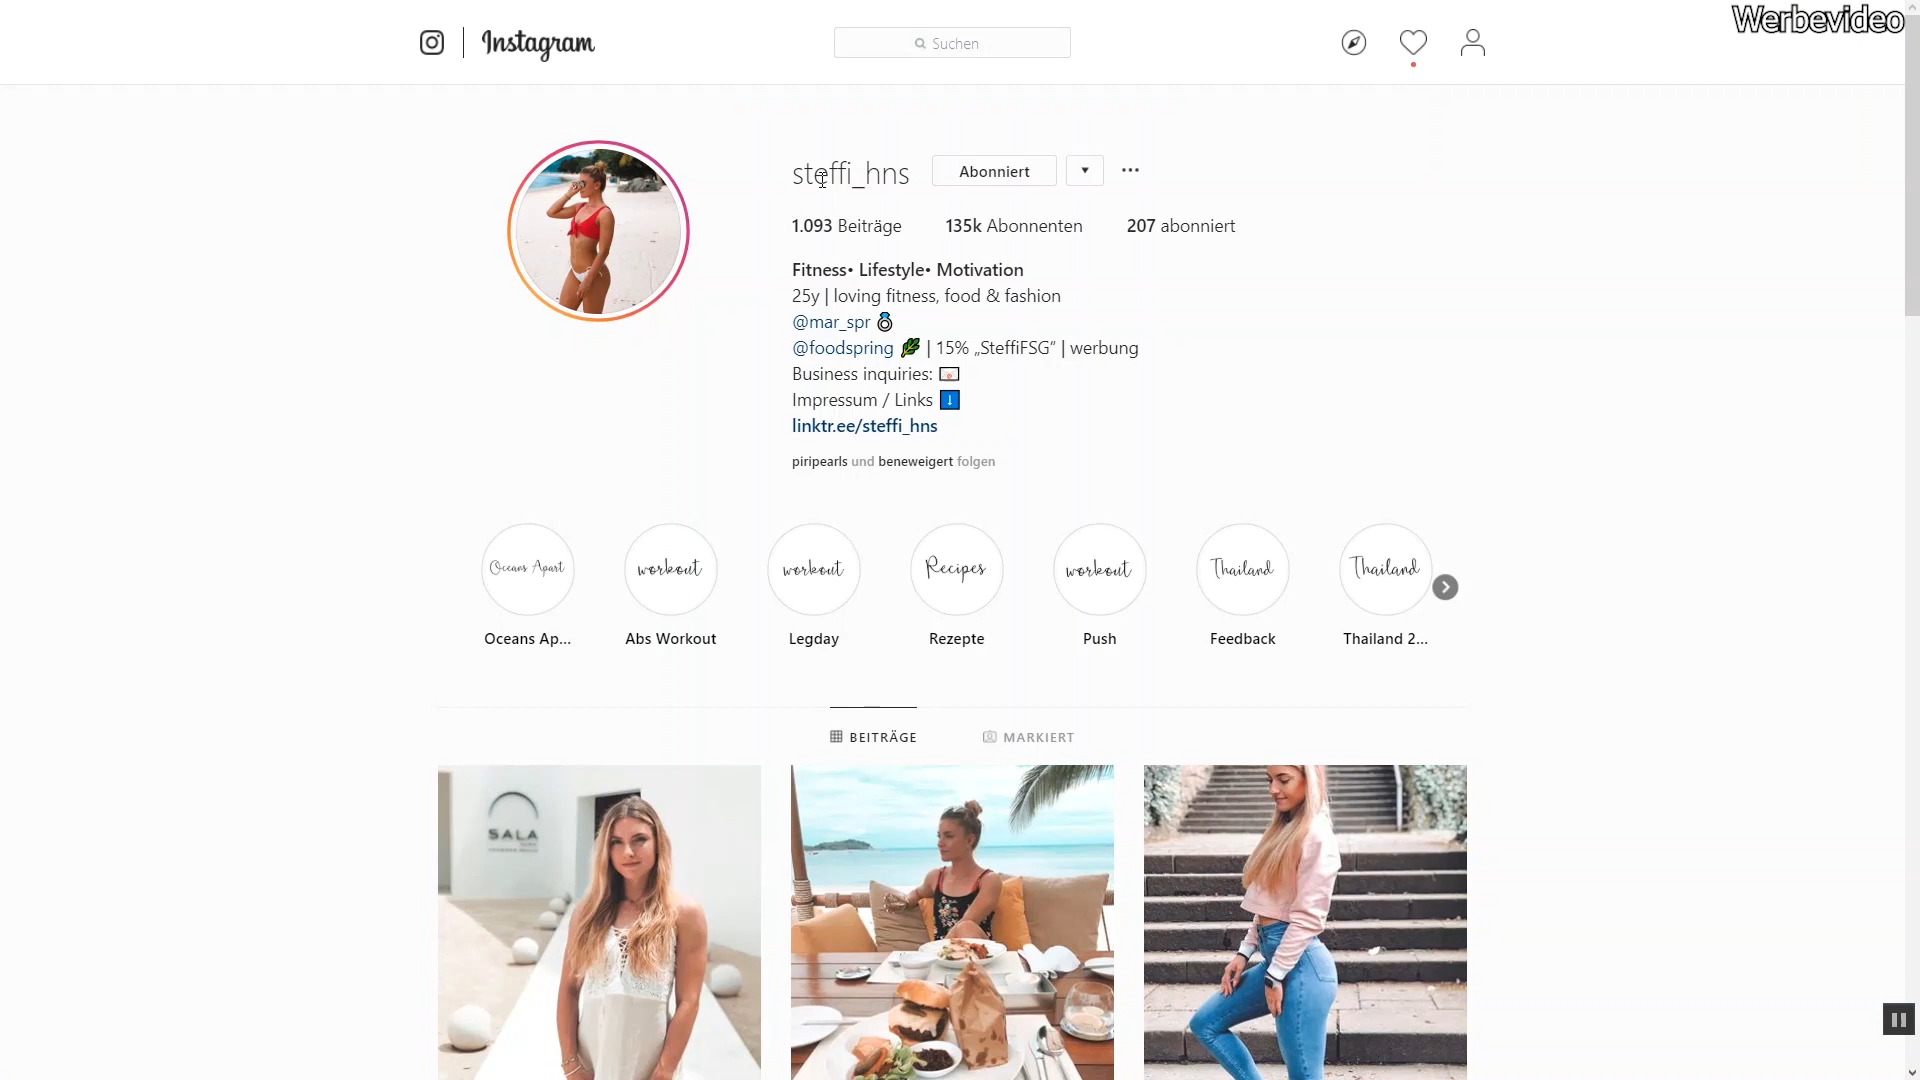 Werbevideo
Instagram
Suchen
steffi_hns
Abonniert
1.093 Beiträge
135k Abonnenten
207 abonniert
Fitness• Lifestyle• Motivation
25y | loving fitness, food & fashion
@mar_spr 💍
@foodspring 🌿 | 15% „SteffiFSG“ | werbung
Business inquiries: 💌
Impressum / Links ⬇
linktr.ee/steffi_hns
piripearls und beneweigert folgen
Oceans Apart
workout
workout
Recipes
workout
Thailand
Thailand
Oceans Ap...
Abs Workout
Legday
Rezepte
Push
Feedback
Thailand 2...
BEITRÄGE
MARKIERT
SALA